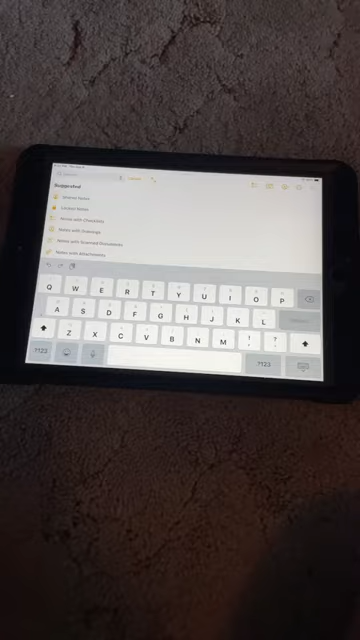 Suggested
Shared Notes
Locked Notes
Notes with Checklists
Notes with Drawings
Notes with Scanned Documents
Notes with Attachments
Q W E R T Y U I O P
A S D F G H J K L
Z X C V B N M ! , ? .
.?123 .?123